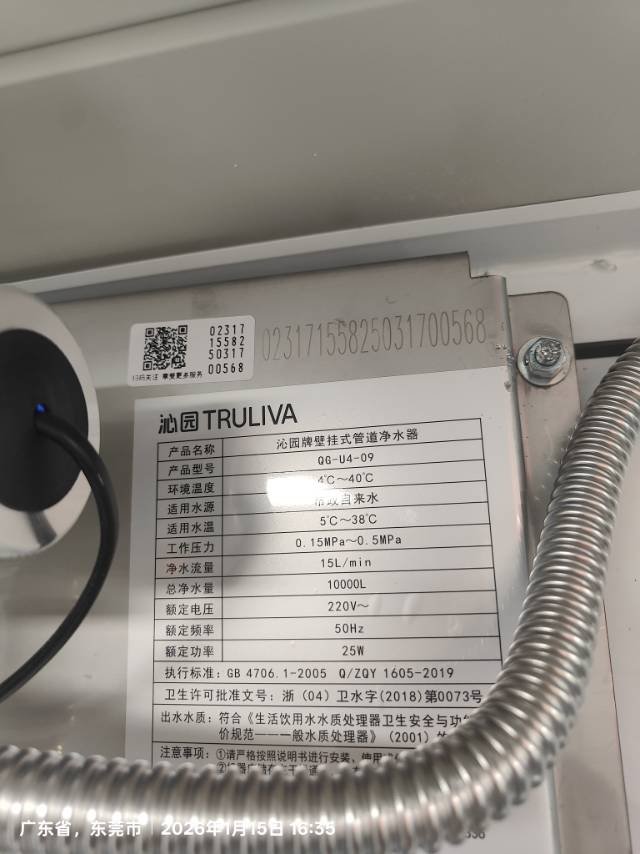 02317
15582
50317
00568
扫码关注 享受更多服务
02317155825031700568
沁园 TRULIVA
产品名称 沁园牌壁挂式管道净水器
产品型号 QG-U4-09
环境温度 4℃～40℃
适用水源 市政自来水
适用水温 5℃～38℃
工作压力 0.15MPa～0.5MPa
净水流量 15L/min
总净水量 10000L
额定电压 220V～
额定频率 50Hz
额定功率 25W
执行标准：GB 4706.1-2005 Q/ZQY 1605-2019
卫生许可批准文号：浙（04）卫水字(2018)第0073号
出水水质：符合《生活饮用水水质处理器卫生安全与功
价规范——一般水质处理器》（2001）
注意事项：①请严格按照说明书进行安装、使用
广东省，东莞市 | 2026年1月15日 16:35